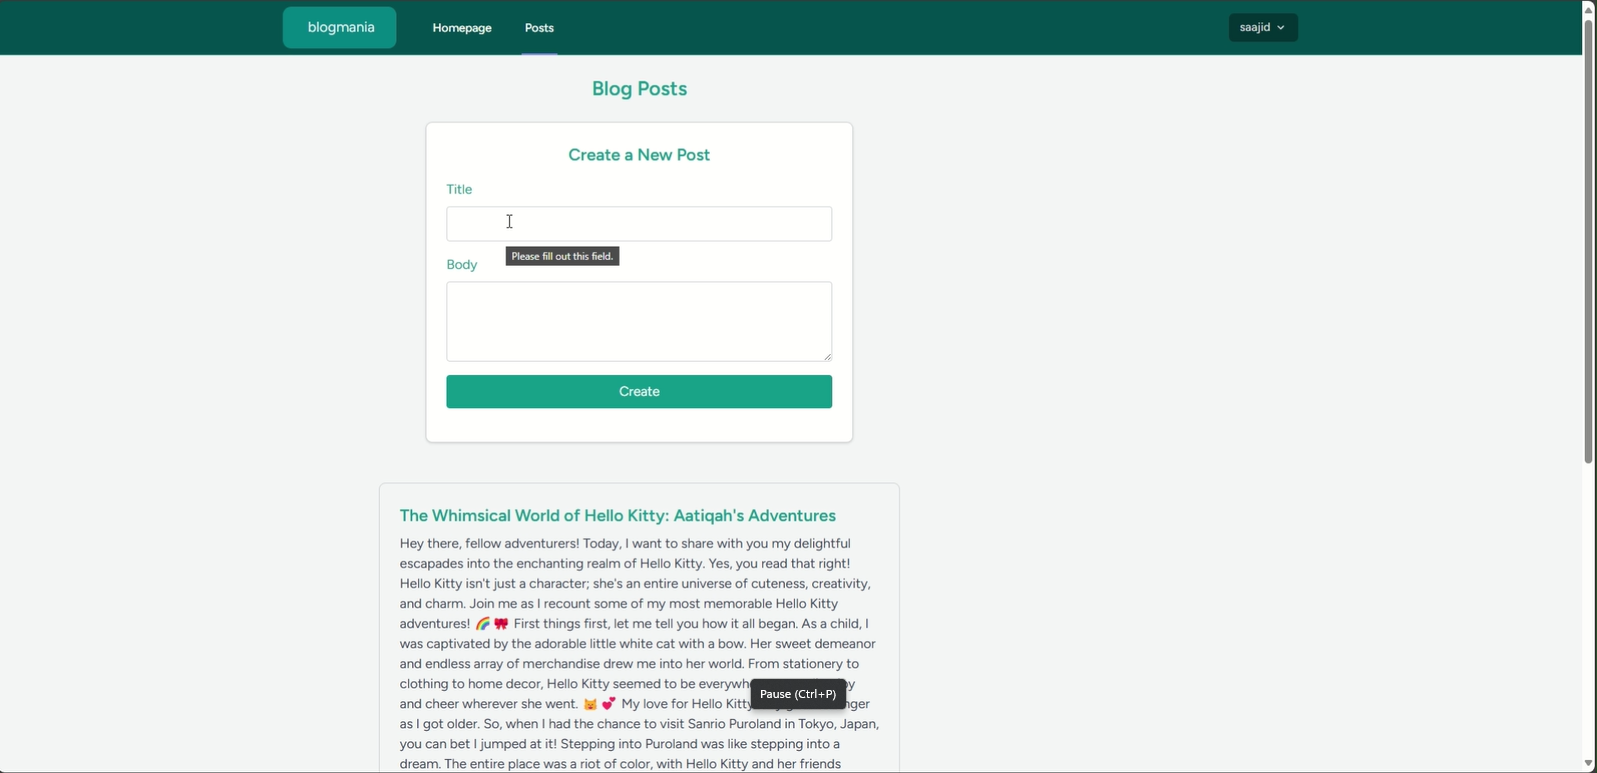 blogmania
Homepage
Posts
saajid
Blog Posts
Create a New Post
Title
Please fill out this field.
Body
Create
The Whimsical World of Hello Kitty: Aatiqah's Adventures
Hey there, fellow adventurers! Today, I want to share with you my delightful
escapades into the enchanting realm of Hello Kitty. Yes, you read that right!
Hello Kitty isn't just a character; she's an entire universe of cuteness, creativity,
and charm. Join me as I recount some of my most memorable Hello Kitty
adventures! 🌈 🎀 First things first, let me tell you how it all began. As a child, I
was captivated by the adorable little white cat with a bow. Her sweet demeanor
and endless array of merchandise drew me into her world. From stationery to
clothing to home decor, Hello Kitty seemed to be
and cheer wherever she went. 😺 💕 My love for Hello Kitty
as I got older. So, when I had the chance to visit Sanrio Puroland in Tokyo, Japan,
you can bet I jumped at it! Stepping into Puroland was like stepping into a
dream. The entire place was a riot of color, with Hello Kitty and her friends
Pause (Ctrl+P)